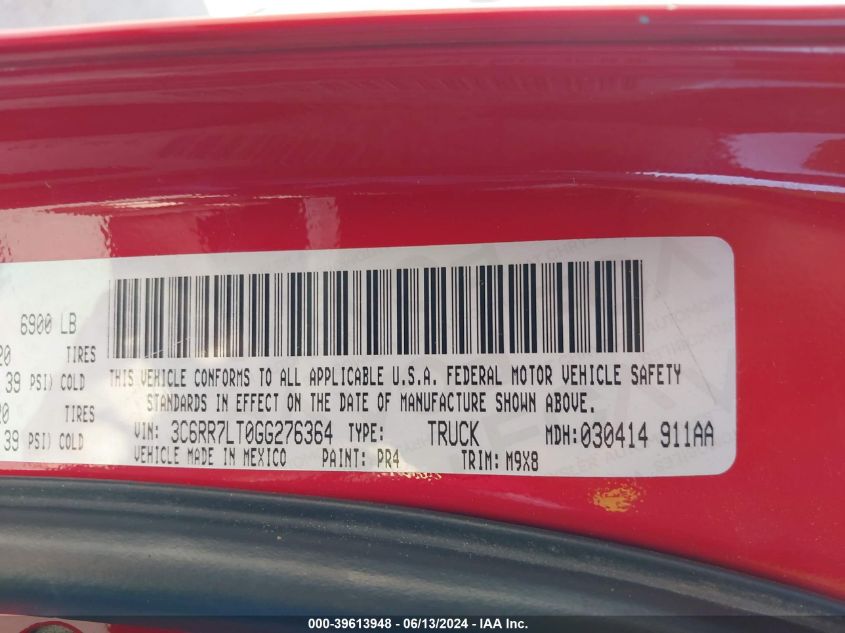 6900 LB
20 TIRES
39 PSI) COLD
20 TIRES
39 PSI) COLD
THIS VEHICLE CONFORMS TO ALL APPLICABLE U.S.A. FEDERAL MOTOR VEHICLE SAFETY
STANDARDS IN EFFECT ON THE DATE OF MANUFACTURE SHOWN ABOVE.
VIN: 3C6RR7LT0GG276364 TYPE: TRUCK MDH: 030414 911AA
VEHICLE MADE IN MEXICO PAINT: PR4 TRIM: M9X8
000-39613948 - 06/13/2024 - IAA Inc.